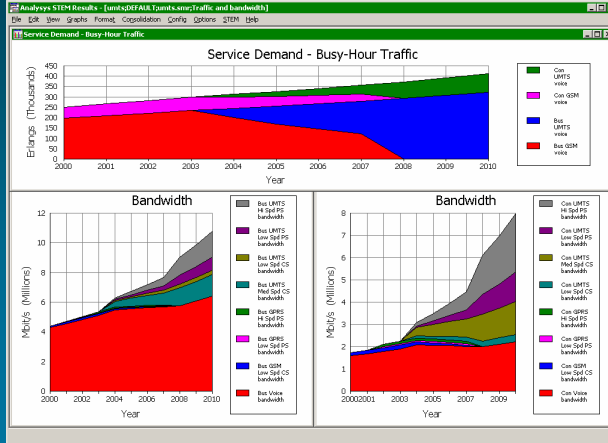 Analysys STEM Results - [umts;DEFAULT;umts.smr;Traffic and bandwidth]
File Edit View Graphs Format Consolidation Config Options STEM Help
Service Demand - Busy-Hour Traffic
Service Demand - Busy-Hour Traffic
Erlangs (Thousands)
450
400
350
300
250
200
150
100
50
0
2000 2001 2002 2003 2004 2005 2006 2007 2008 2009 2010
Year
Con
UMTS
voice
Con GSM
voice
Bus
UMTS
voice
Bus GSM
voice
Bandwidth
Mbit/s (Millions)
12
10
8
6
4
2
0
2000 2002 2004 2006 2008 2010
Year
Bus UMTS
Hi Spd PS
bandwidth
Bus UMTS
Low Spd PS
bandwidth
Bus UMTS
Low Spd CS
bandwidth
Bus UMTS
Med Spd CS
bandwidth
Bus GPRS
Hi Spd PS
bandwidth
Bus GPRS
Low Spd PS
bandwidth
Bus GSM
Low Spd CS
bandwidth
Bus Voice
bandwidth
Bandwidth
Mbit/s (Millions)
8
7
6
5
4
3
2
1
0
20002001 2003 2005 2007 2009
Year
Con UMTS
Hi Spd PS
bandwidth
Con UMTS
Low Spd PS
bandwidth
Con UMTS
Med Spd CS
bandwidth
Con UMTS
Low Spd CS
bandwidth
Con GPRS
Hi Spd PS
bandwidth
Con GPRS
Low Spd PS
bandwidth
Con GSM
Low Spd CS
bandwidth
Con Voice
bandwidth